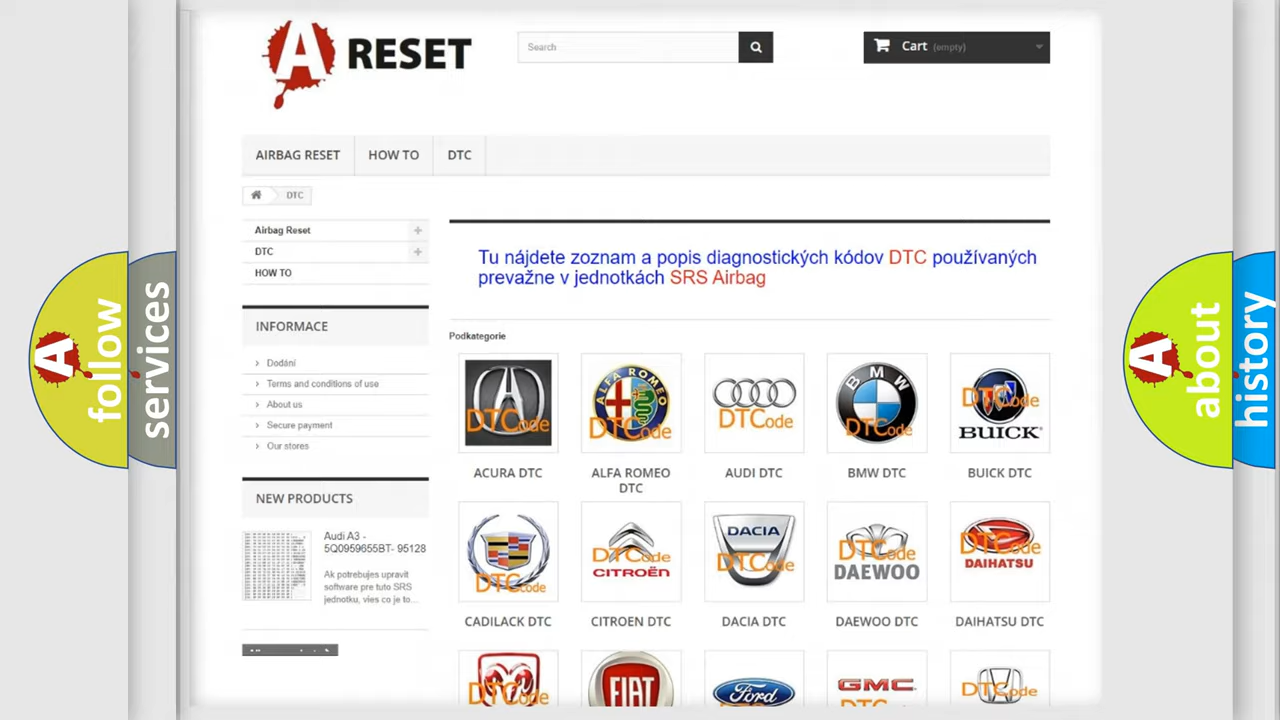 A RESET
Search
Cart (empty)
AIRBAG RESET
HOW TO
DTC
DTC
Airbag Reset
DTC
HOW TO
INFORMACE
Dodání
Terms and conditions of use
About us
Secure payment
Our stores
NEW PRODUCTS
Audi A3 -
5Q0959655BT- 95128
Ak potrebujes upravit
software pre tuto SRS
jednotku, vies co je to...
Tu nájdete zoznam a popis diagnostických kódov DTC používaných
prevažne v jednotkách SRS Airbag
Podkategorie
DTCode
ALFA ROMEO
DTCode
DTCode
BMW
DTCode
DTCode
BUICK
ACURA DTC
ALFA ROMEO
DTC
AUDI DTC
BMW DTC
BUICK DTC
DTCode
DTCode
CITROËN
DACIA
DTCode
DTCode
DAEWOO
DTCode
DAIHATSU
CADILACK DTC
CITROEN DTC
DACIA DTC
DAEWOO DTC
DAIHATSU DTC
DTCode
FIAT
Ford
GMC
DTCode
A follow
services
A about
history